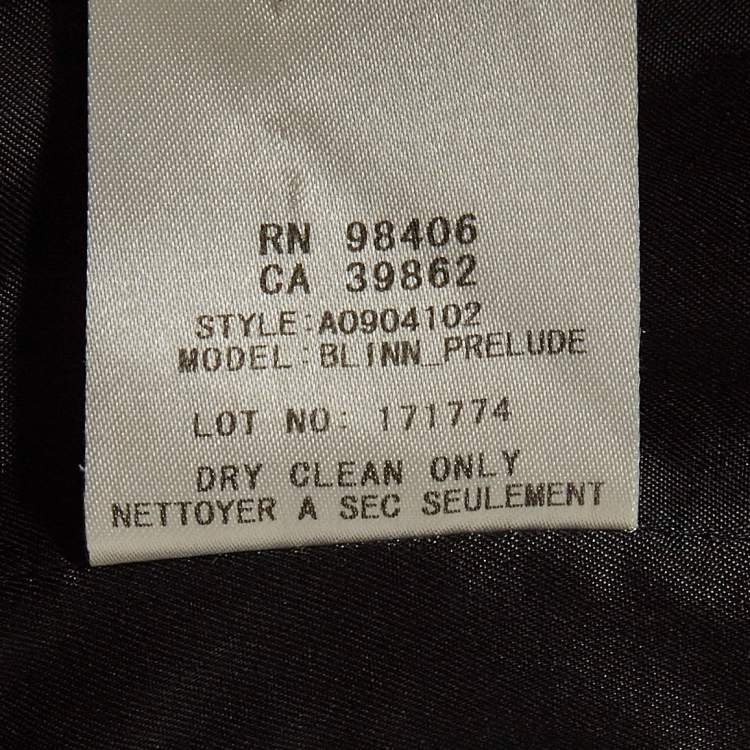 RN 98406
CA 39862
STYLE:A0904102
MODEL:BLINN_PRELUDE
LOT NO: 171774
DRY CLEAN ONLY
NETTOYER A SEC SEULEMENT